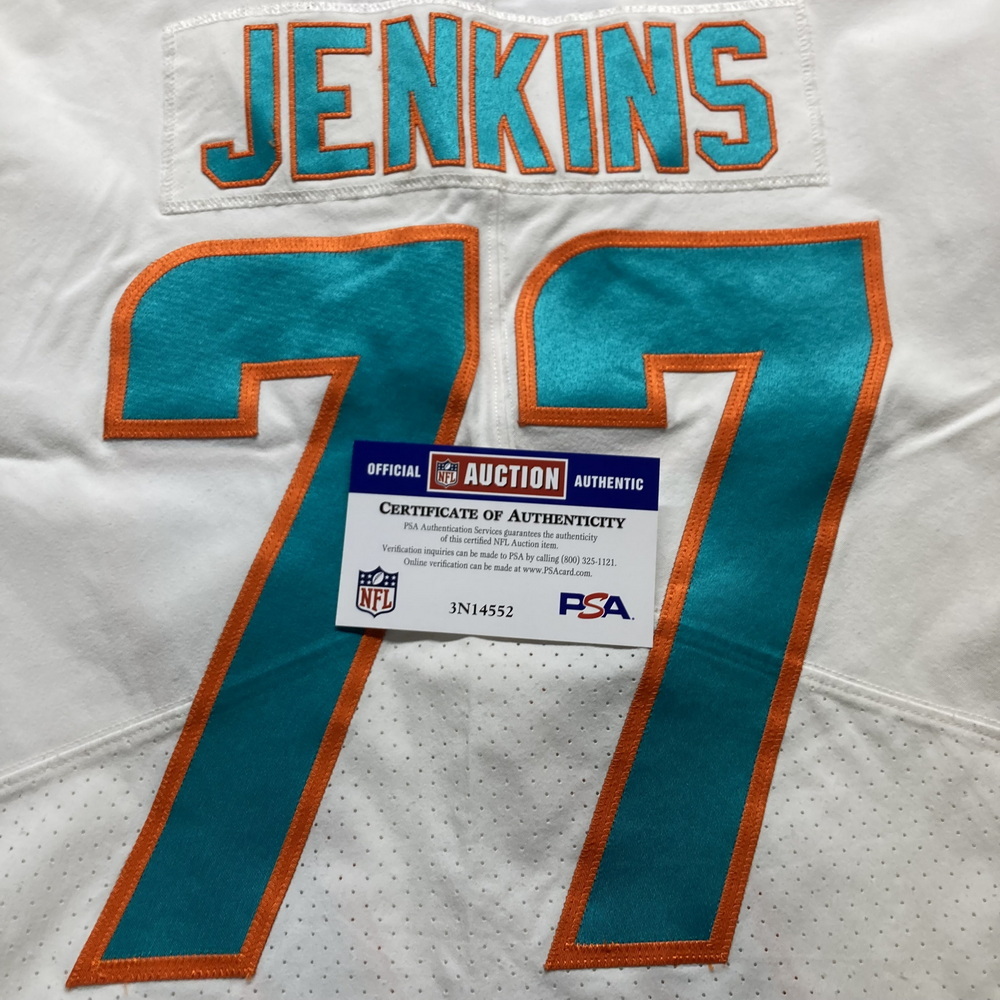 JENKINS
77
OFFICIAL NFL AUCTION AUTHENTIC
CERTIFICATE OF AUTHENTICITY
PSA Authentication Services guarantees the authenticity
of this certified NFL Auction item.
Verification inquiries can be made to PSA by calling (800) 325-1121.
Online verification can be made at www.PSAcard.com.
NFL 3N14552 PSA.